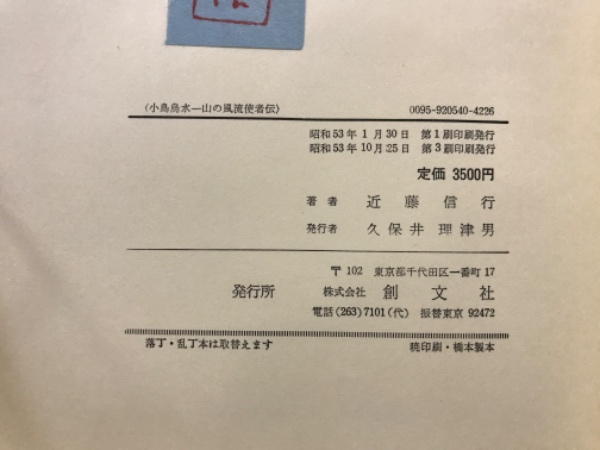 〈小島烏水―山の風流使者伝〉 0095-920540-4226
昭和53年1月30日 第1刷印刷発行
昭和53年10月25日 第3刷印刷発行
定価 3500円
著者 近藤信行
発行者 久保井理津男
〒102 東京都千代田区一番町17
発行所 株式会社 創文社
電話(263)7101(代) 振替東京 92472
落丁・乱丁本は取替えます 暁印刷・橋本製本